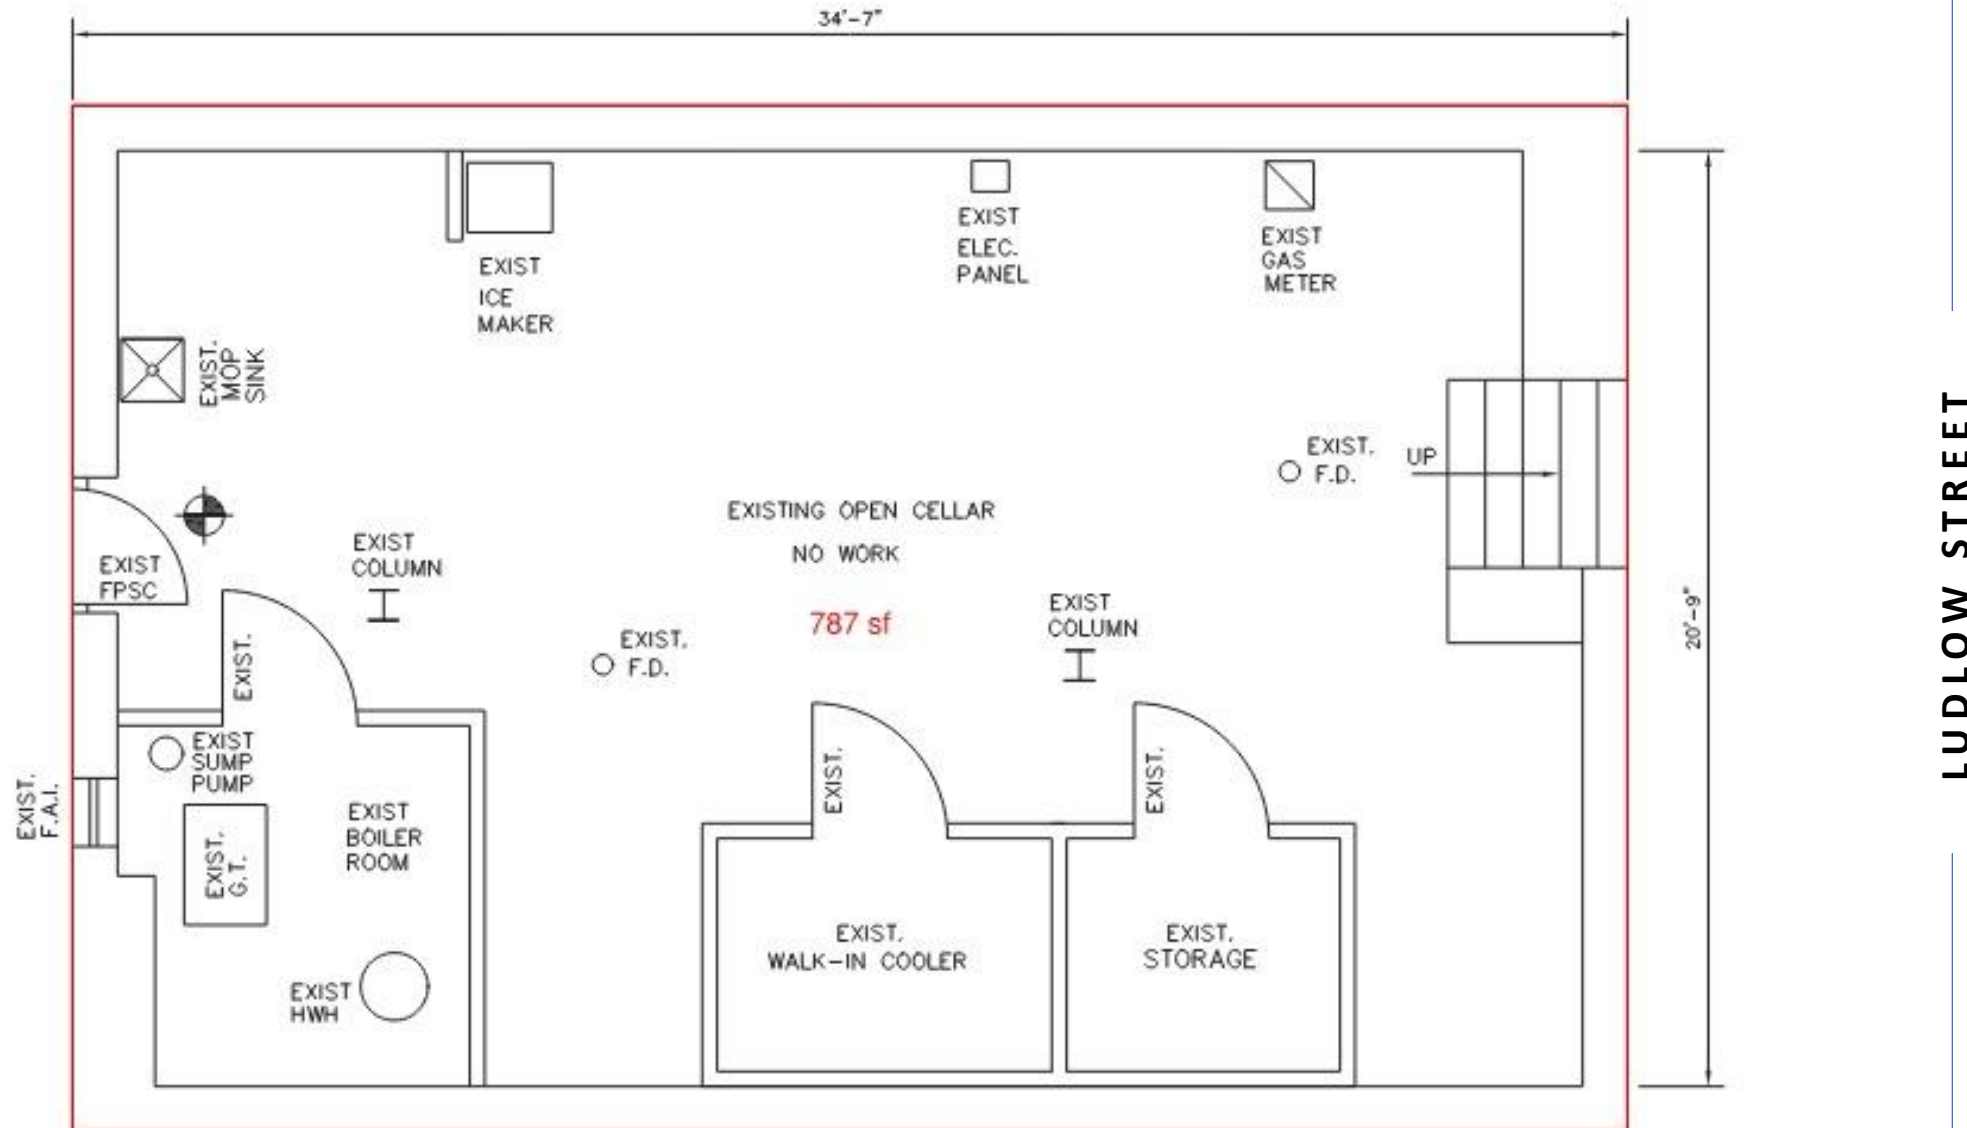 34'-7"
EXIST
ICE
MAKER
EXIST
ELEC.
PANEL
EXIST
GAS
METER
EXIST.
MOP
SINK
EXIST.
F.D.
UP
EXISTING OPEN CELLAR
NO WORK
787 sf
EXIST
FPSC
EXIST
COLUMN
EXIST.
EXIST.
F.D.
EXIST
COLUMN
20'-9"
LUDLOW STREET
EXIST
SUMP
PUMP
EXIST.
F.A.I.
EXIST.
G.T.
EXIST
BOILER
ROOM
EXIST
HWH
EXIST.
EXIST.
EXIST.
WALK-IN COOLER
EXIST.
STORAGE